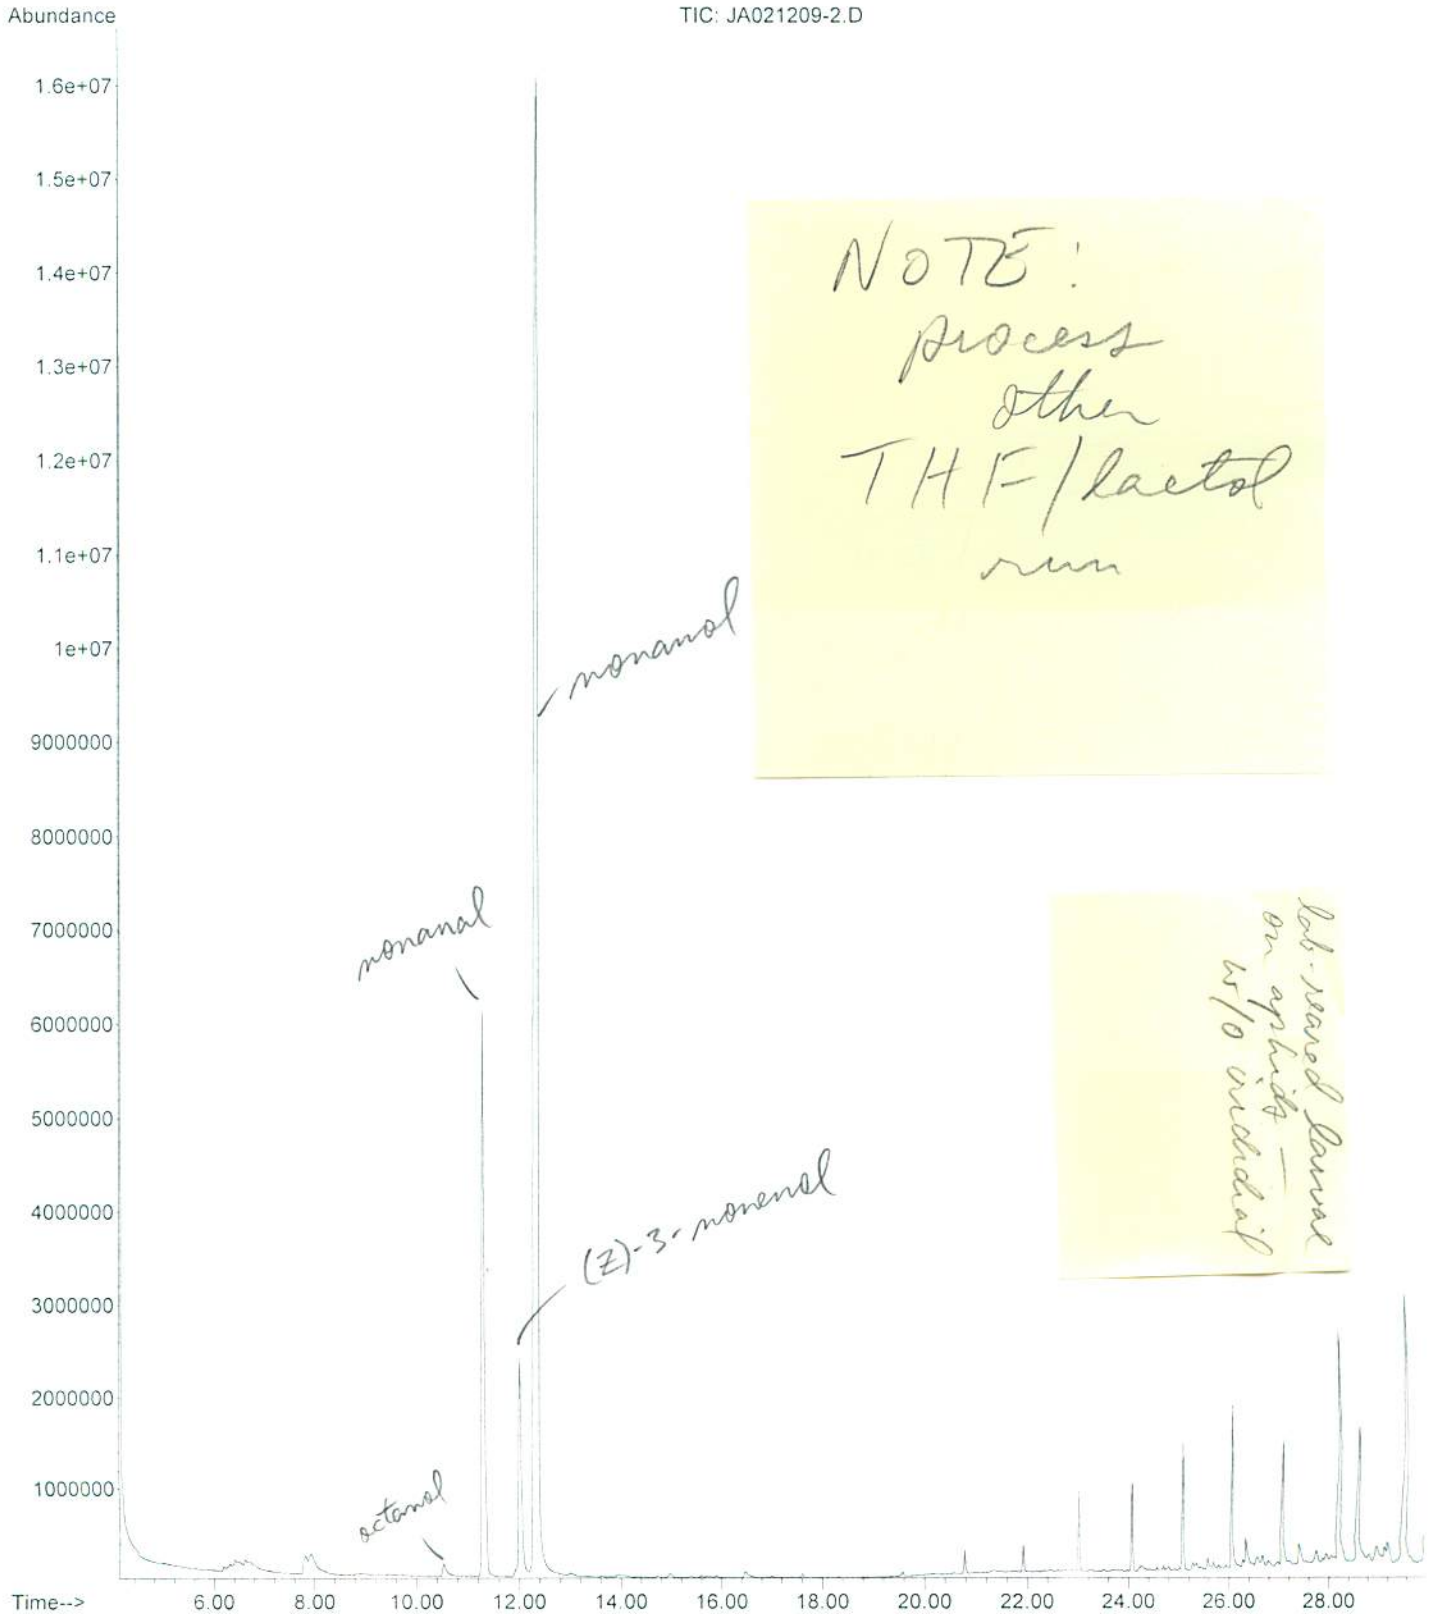 Abundance
TIC: JA021209-2.D
1.6e+07
1.5e+07
1.4e+07
1.3e+07
1.2e+07
1.1e+07
1e+07
9000000
8000000
7000000
6000000
5000000
4000000
3000000
2000000
1000000
NOTE:
process
other
THF/lactol
run
nonanol
nonanal
(Z)-3-nonenol
octanol
lab-reared larvae
on aphids —
w/o iridodial
Time-->
6.00
8.00
10.00
12.00
14.00
16.00
18.00
20.00
22.00
24.00
26.00
28.00